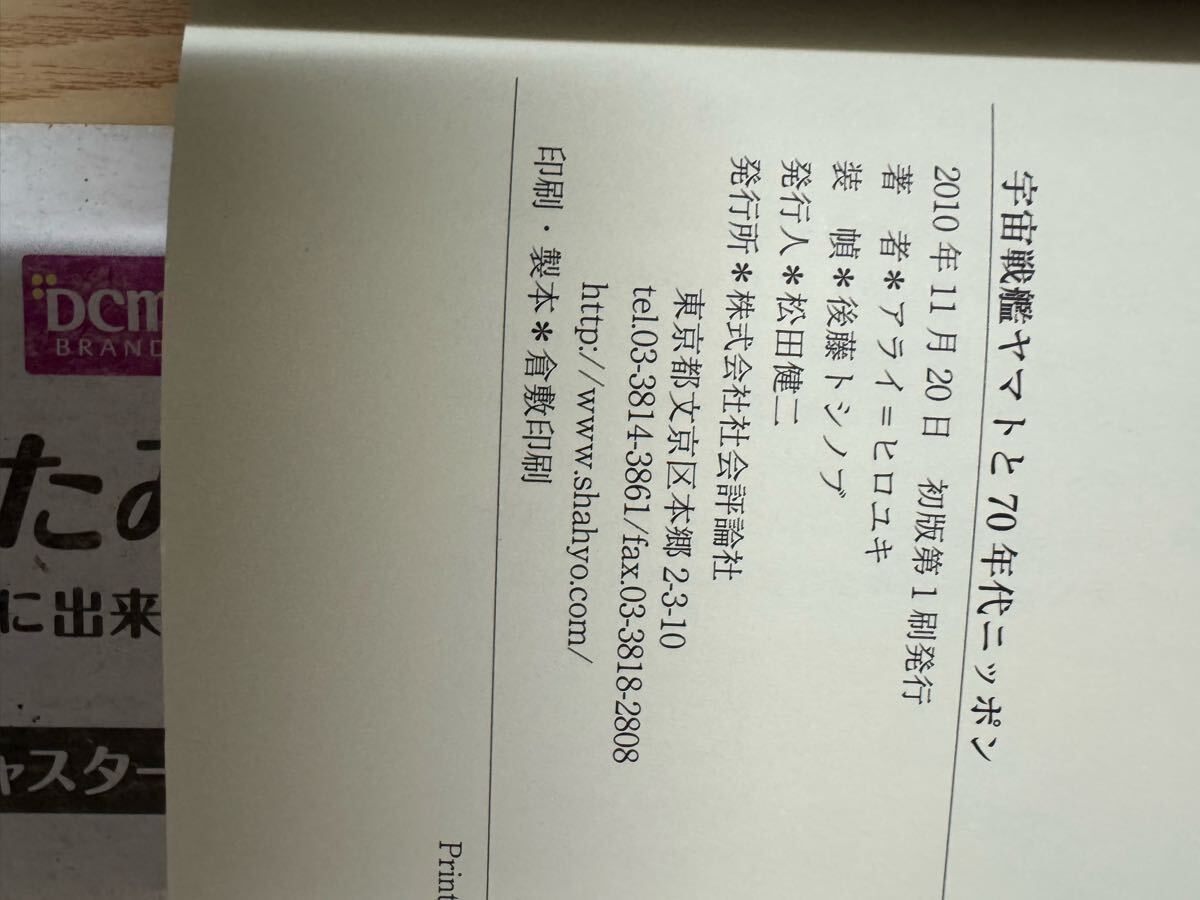 宇宙戦艦ヤマトと70年代ニッポン
2010年11月20日 初版第1刷発行
著 者＊アライ＝ヒロユキ
装 幀＊後藤トシノブ
発行人＊松田健二
発行所＊株式会社社会評論社
東京都文京区本郷2-3-10
tel.03-3814-3861/fax.03-3818-2808
http://www.shahyo.com/
印刷・製本＊倉敷印刷
Print
DCM
BRAND
たみ
に出来
ャスター